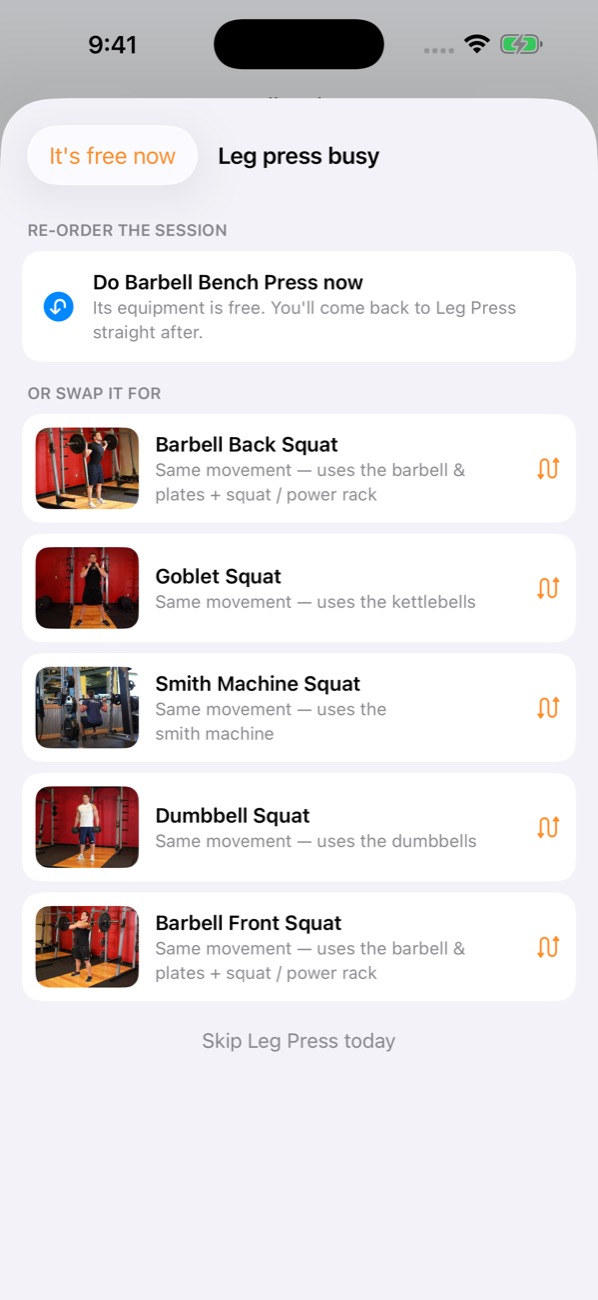 9:41
It's free now
Leg press busy
RE-ORDER THE SESSION
Do Barbell Bench Press now
Its equipment is free. You'll come back to Leg Press
straight after.
OR SWAP IT FOR
Barbell Back Squat
Same movement — uses the barbell &
plates + squat / power rack
Goblet Squat
Same movement — uses the kettlebells
Smith Machine Squat
Same movement — uses the
smith machine
Dumbbell Squat
Same movement — uses the dumbbells
Barbell Front Squat
Same movement — uses the barbell &
plates + squat / power rack
Skip Leg Press today